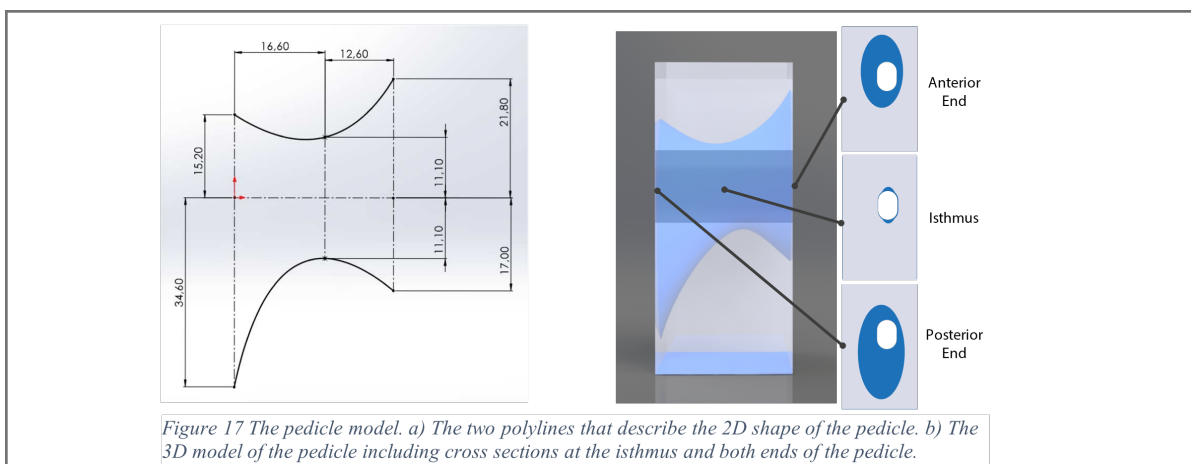 16,60
12,60
15,20
11,10
21,80
11,10
17,00
34,60
Anterior
End
Isthmus
Posterior
End
Figure 17 The pedicle model. a) The two polylines that describe the 2D shape of the pedicle. b) The
3D model of the pedicle including cross sections at the isthmus and both ends of the pedicle.